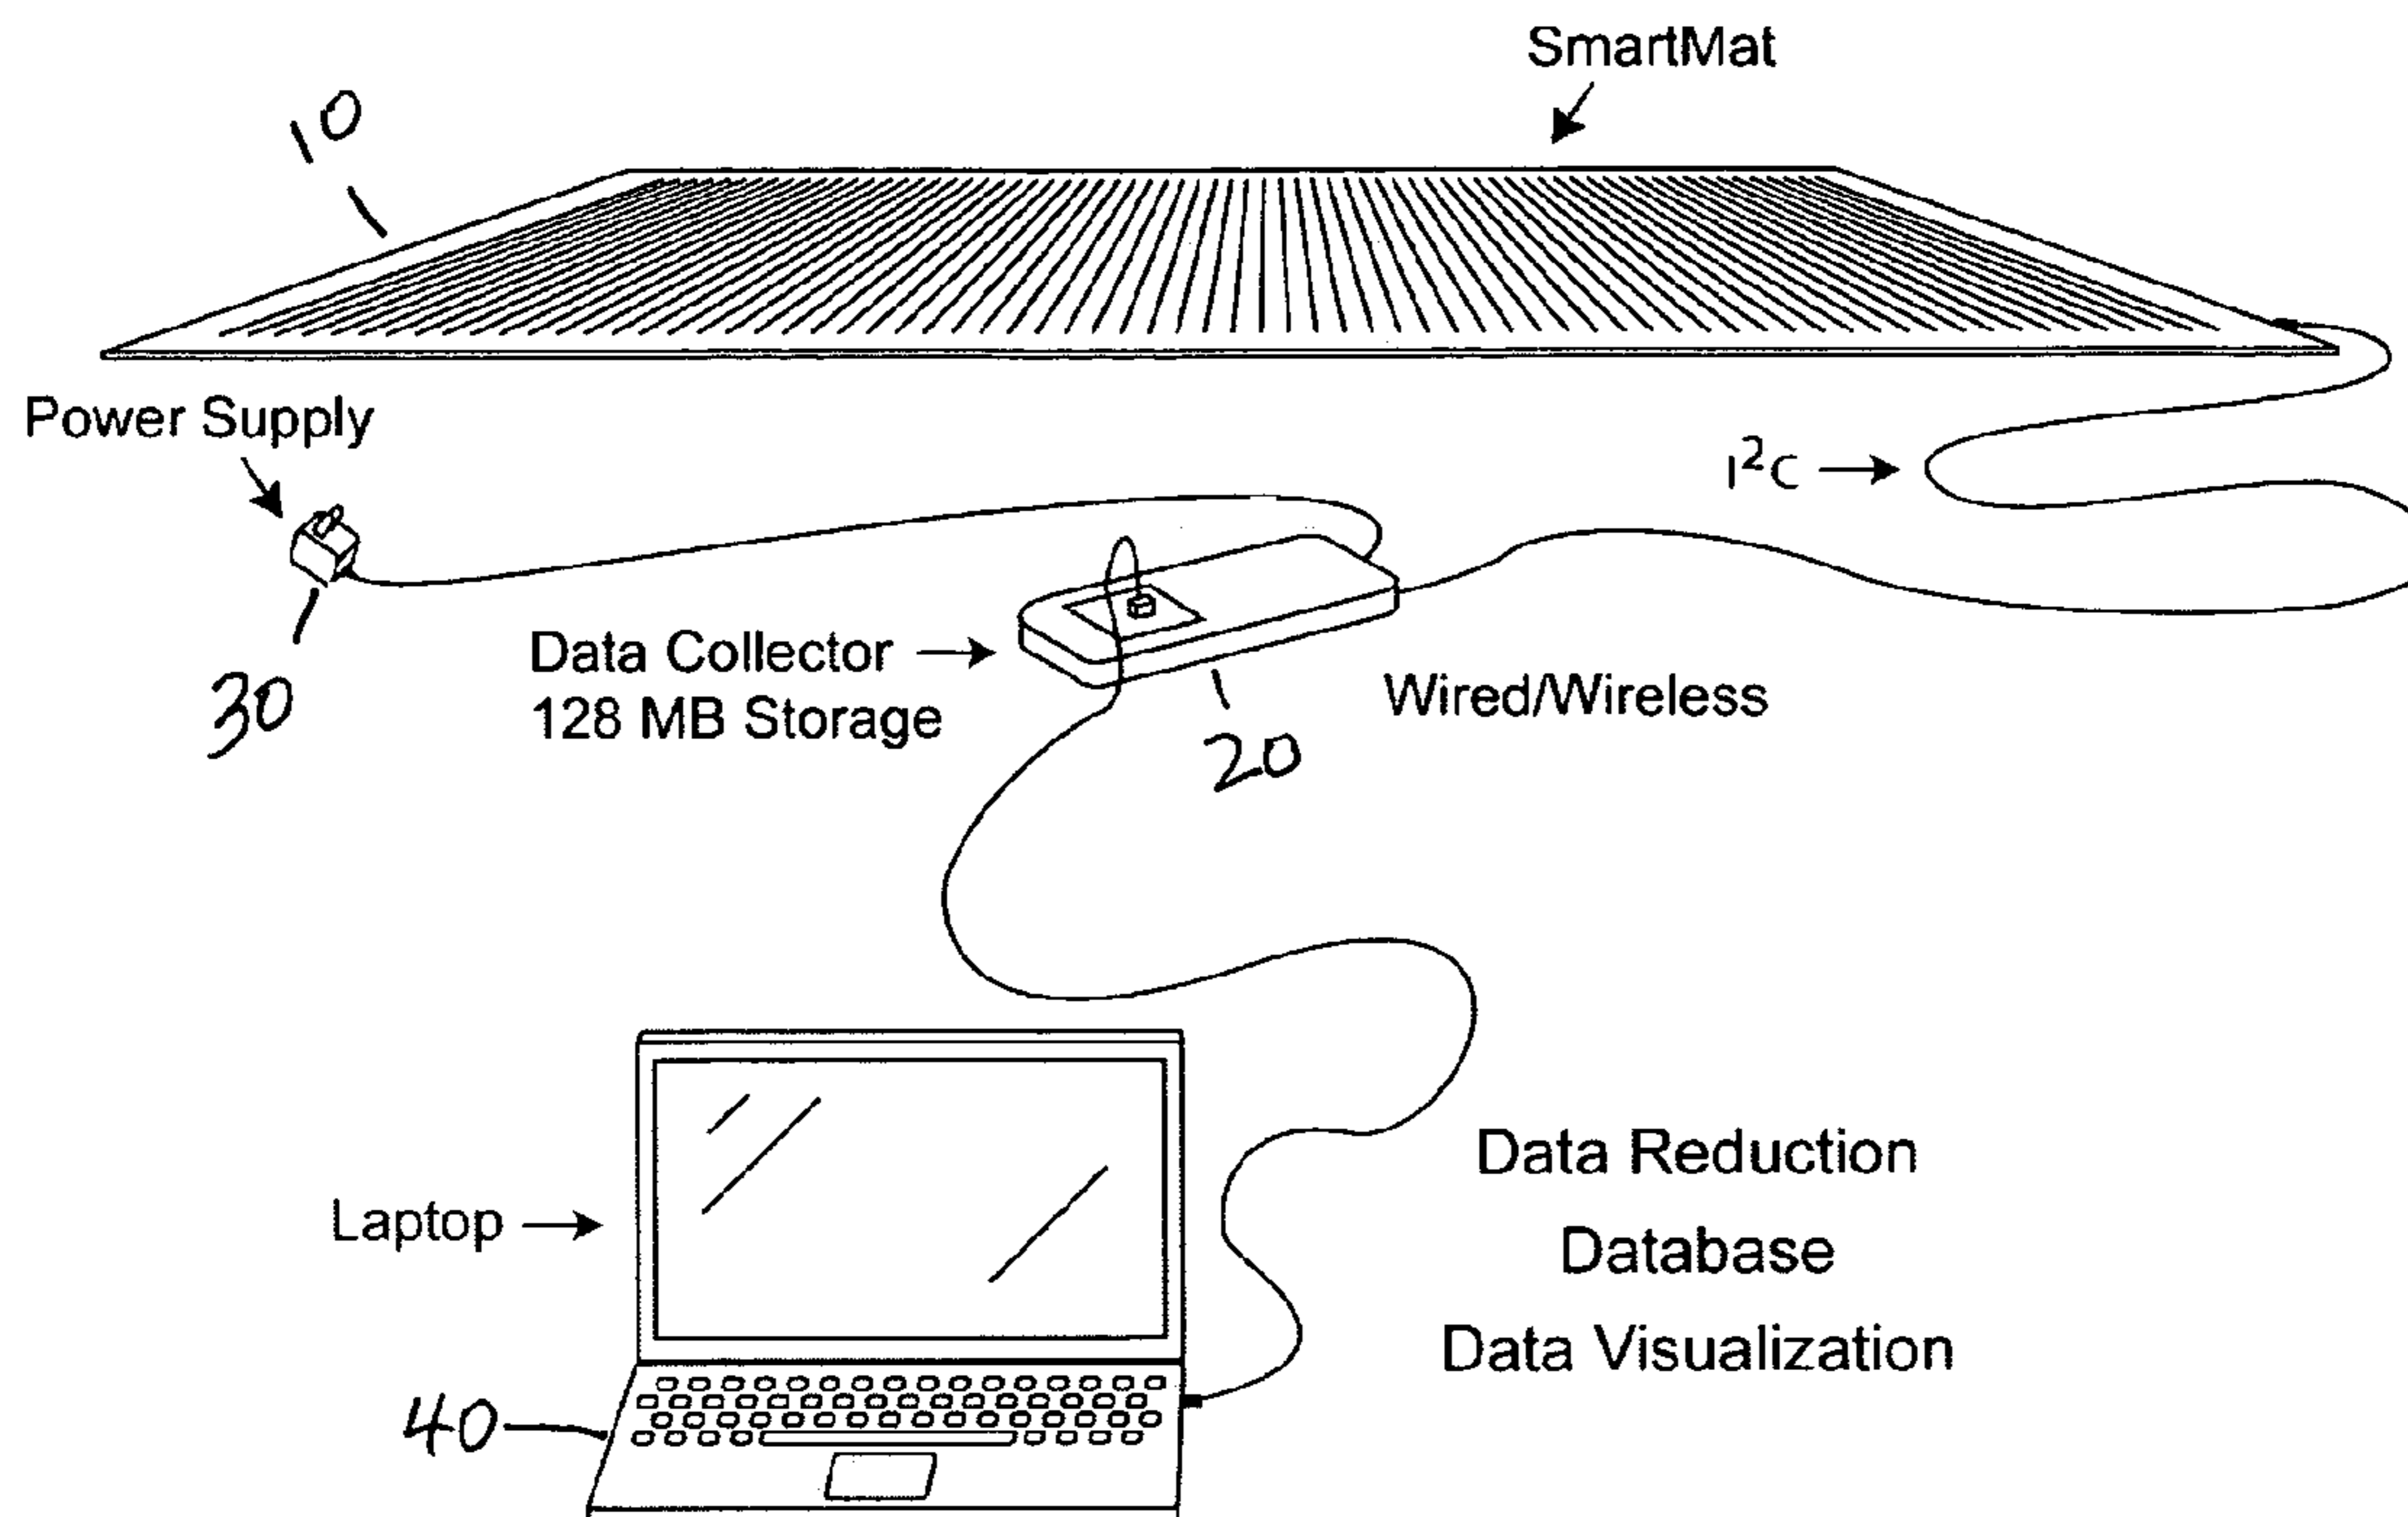 SmartMat
10
Power Supply
I²C
30
Data Collector
128 MB Storage
Wired/Wireless
20
Laptop
Data Reduction
Database
Data Visualization
40